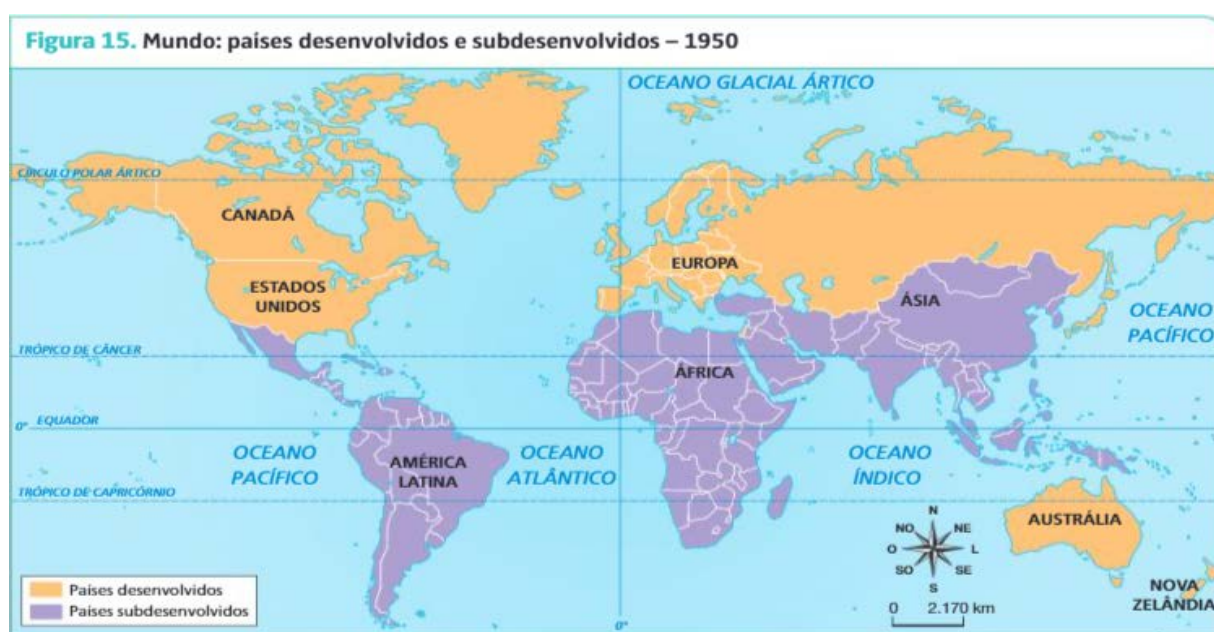 Figura 15. Mundo: países desenvolvidos e subdesenvolvidos – 1950
OCEANO GLACIAL ÁRTICO
CÍRCULO POLAR ÁRTICO
CANADÁ
EUROPA
ESTADOS
UNIDOS
ÁSIA
OCEANO
PACÍFICO
TRÓPICO DE CÂNCER
ÁFRICA
0° EQUADOR
OCEANO
PACÍFICO
AMÉRICA
LATINA
OCEANO
ATLÂNTICO
OCEANO
ÍNDICO
TRÓPICO DE CAPRICÓRNIO
AUSTRÁLIA
N
NO NE
O L
SO SE
S
NOVA
ZELÂNDIA
0 2.170 km
Países desenvolvidos
Países subdesenvolvidos
0°